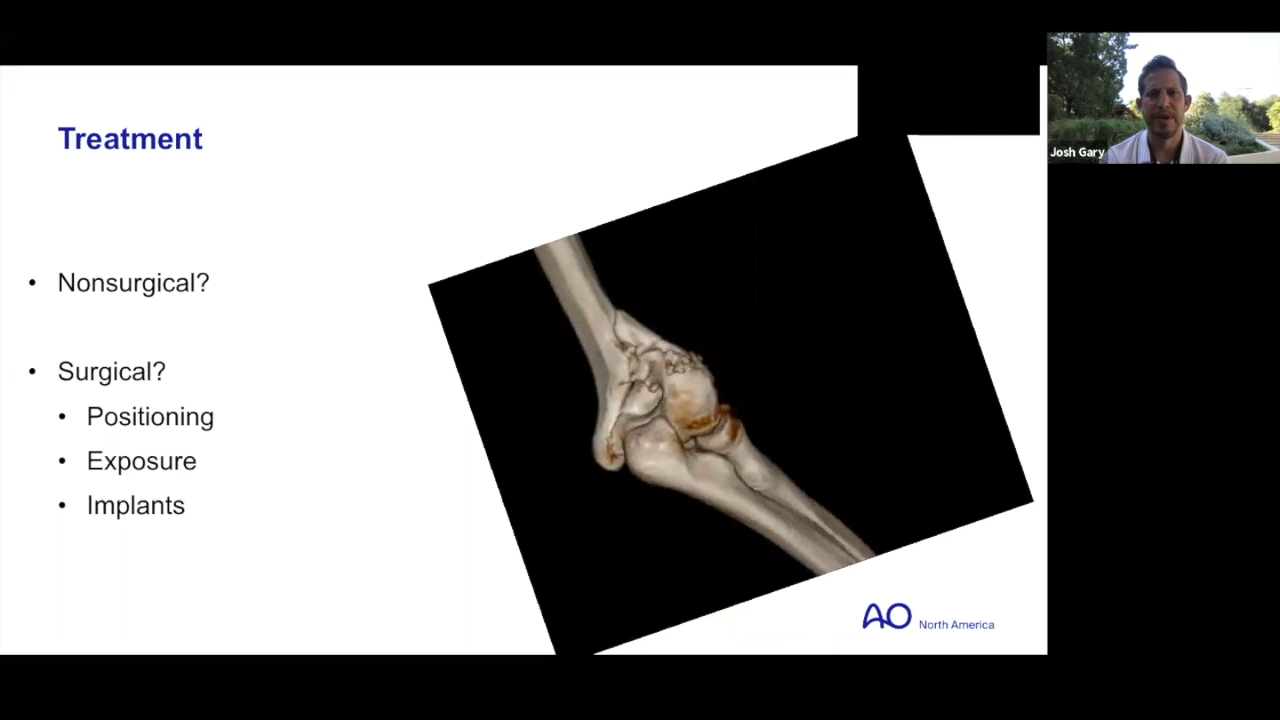 Treatment
• Nonsurgical?
• Surgical?
• Positioning
• Exposure
• Implants
AO North America
Josh Gary